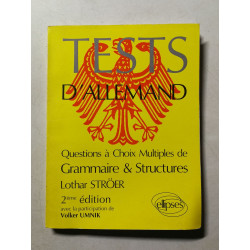 TESTS
D'ALLEMAND
Questions à Choix Multiples de
Grammaire & Structures
Lothar STRÖER
2ème édition
avec la participation de
Volker UMNIK
ellipses